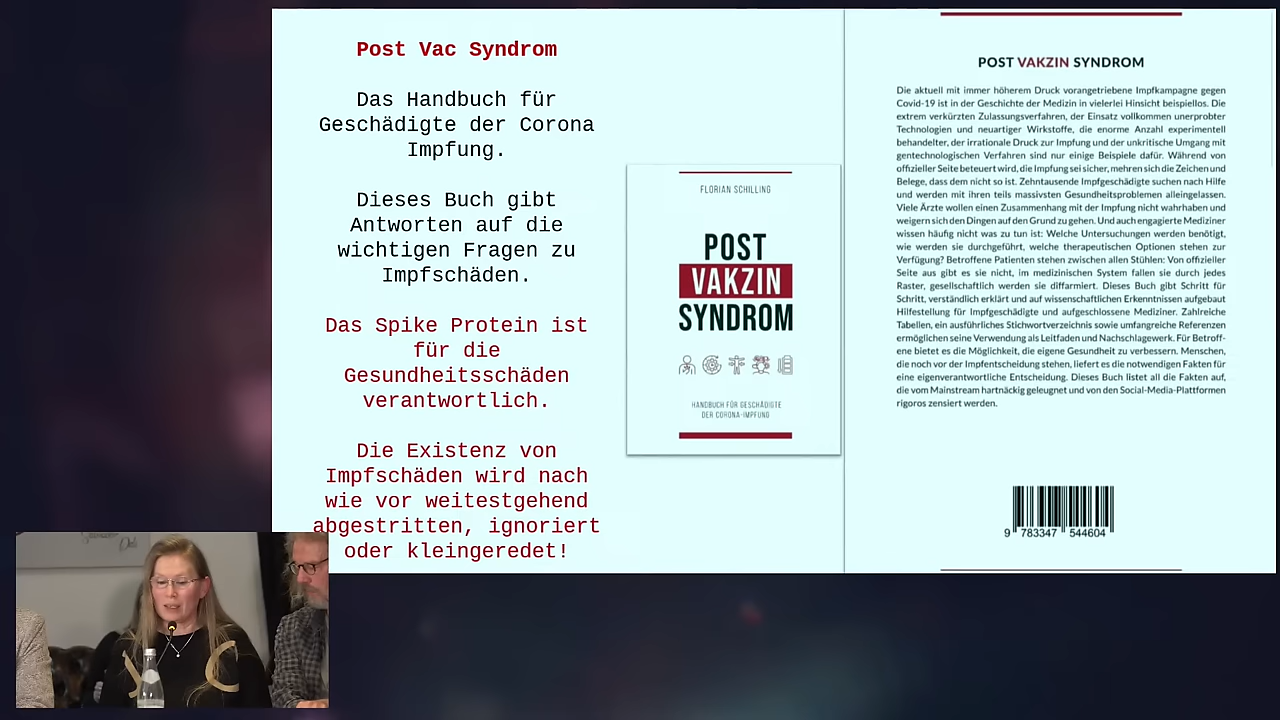 Post Vac Syndrom
Das Handbuch für
Geschädigte der Corona
Impfung.
Dieses Buch gibt
Antworten auf die
wichtigen Fragen zu
Impfschäden.
Das Spike Protein ist
für die
Gesundheitsschäden
verantwortlich.
Die Existenz von
Impfschäden wird nach
wie vor weitestgehend
abgestritten, ignoriert
oder kleingeredet!
FLORIAN SCHILLING
POST
VAKZIN
SYNDROM
HANDBUCH FÜR GESCHÄDIGTE
DER CORONA-IMPFUNG
POST VAKZIN SYNDROM
Die aktuell mit immer höherem Druck vorangetriebene Impfkampagne gegen
Covid-19 ist in der Geschichte der Medizin in vielerlei Hinsicht beispiellos. Die
extrem verkürzten Zulassungsverfahren, der Einsatz vollkommen unerprobter
Technologien und neuartiger Wirkstoffe, die enorme Anzahl experimentell
behandelter, der irrationale Druck zur Impfung und der unkritische Umgang mit
gentechnologischen Verfahren sind nur einige Beispiele dafür. Während von
offizieller Seite beteuert wird, die Impfung sei sicher, mehren sich die Zeichen und
Belege, dass dem nicht so ist. Zehntausende Impfgeschädigte suchen nach Hilfe
und werden mit ihren teils massivsten Gesundheitsproblemen alleingelassen.
Viele Ärzte wollen einen Zusammenhang mit der Impfung nicht wahrhaben und
weigern sich den Dingen auf den Grund zu gehen. Und auch engagierte Mediziner
wissen häufig nicht was zu tun ist: Welche Untersuchungen werden benötigt,
wie werden sie durchgeführt, welche therapeutischen Optionen stehen zur
Verfügung? Betroffene Patienten stehen zwischen allen Stühlen: Von offizieller
Seite aus gibt es sie nicht, im medizinischen System fallen sie durch jedes
Raster, gesellschaftlich werden sie diffarmiert. Dieses Buch gibt Schritt für
Schritt, verständlich erklärt und auf wissenschaftlichen Erkenntnissen aufgebaut
Hilfestellung für Impfgeschädigte und aufgeschlossene Mediziner. Zahlreiche
Tabellen, ein ausführliches Stichwortverzeichnis sowie umfangreiche Referenzen
ermöglichen seine Verwendung als Leitfaden und Nachschlagewerk. Für Betroff-
ene bietet es die Möglichkeit, die eigene Gesundheit zu verbessern. Menschen,
die noch vor der Impfentscheidung stehen, liefert es die notwendigen Fakten für
eine eigenverantwortliche Entscheidung. Dieses Buch listet all die Fakten auf,
die vom Mainstream hartnäckig geleugnet und von den Social-Media-Plattformen
rigoros zensiert werden.
9 783347 544604